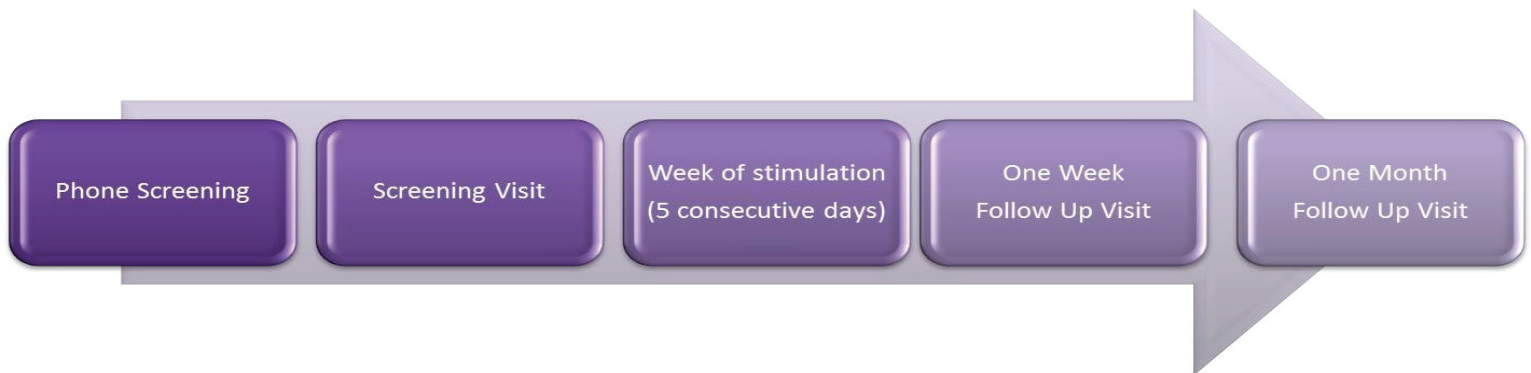 Phone Screening
Screening Visit
Week of stimulation
(5 consecutive days)
One Week
Follow Up Visit
One Month
Follow Up Visit